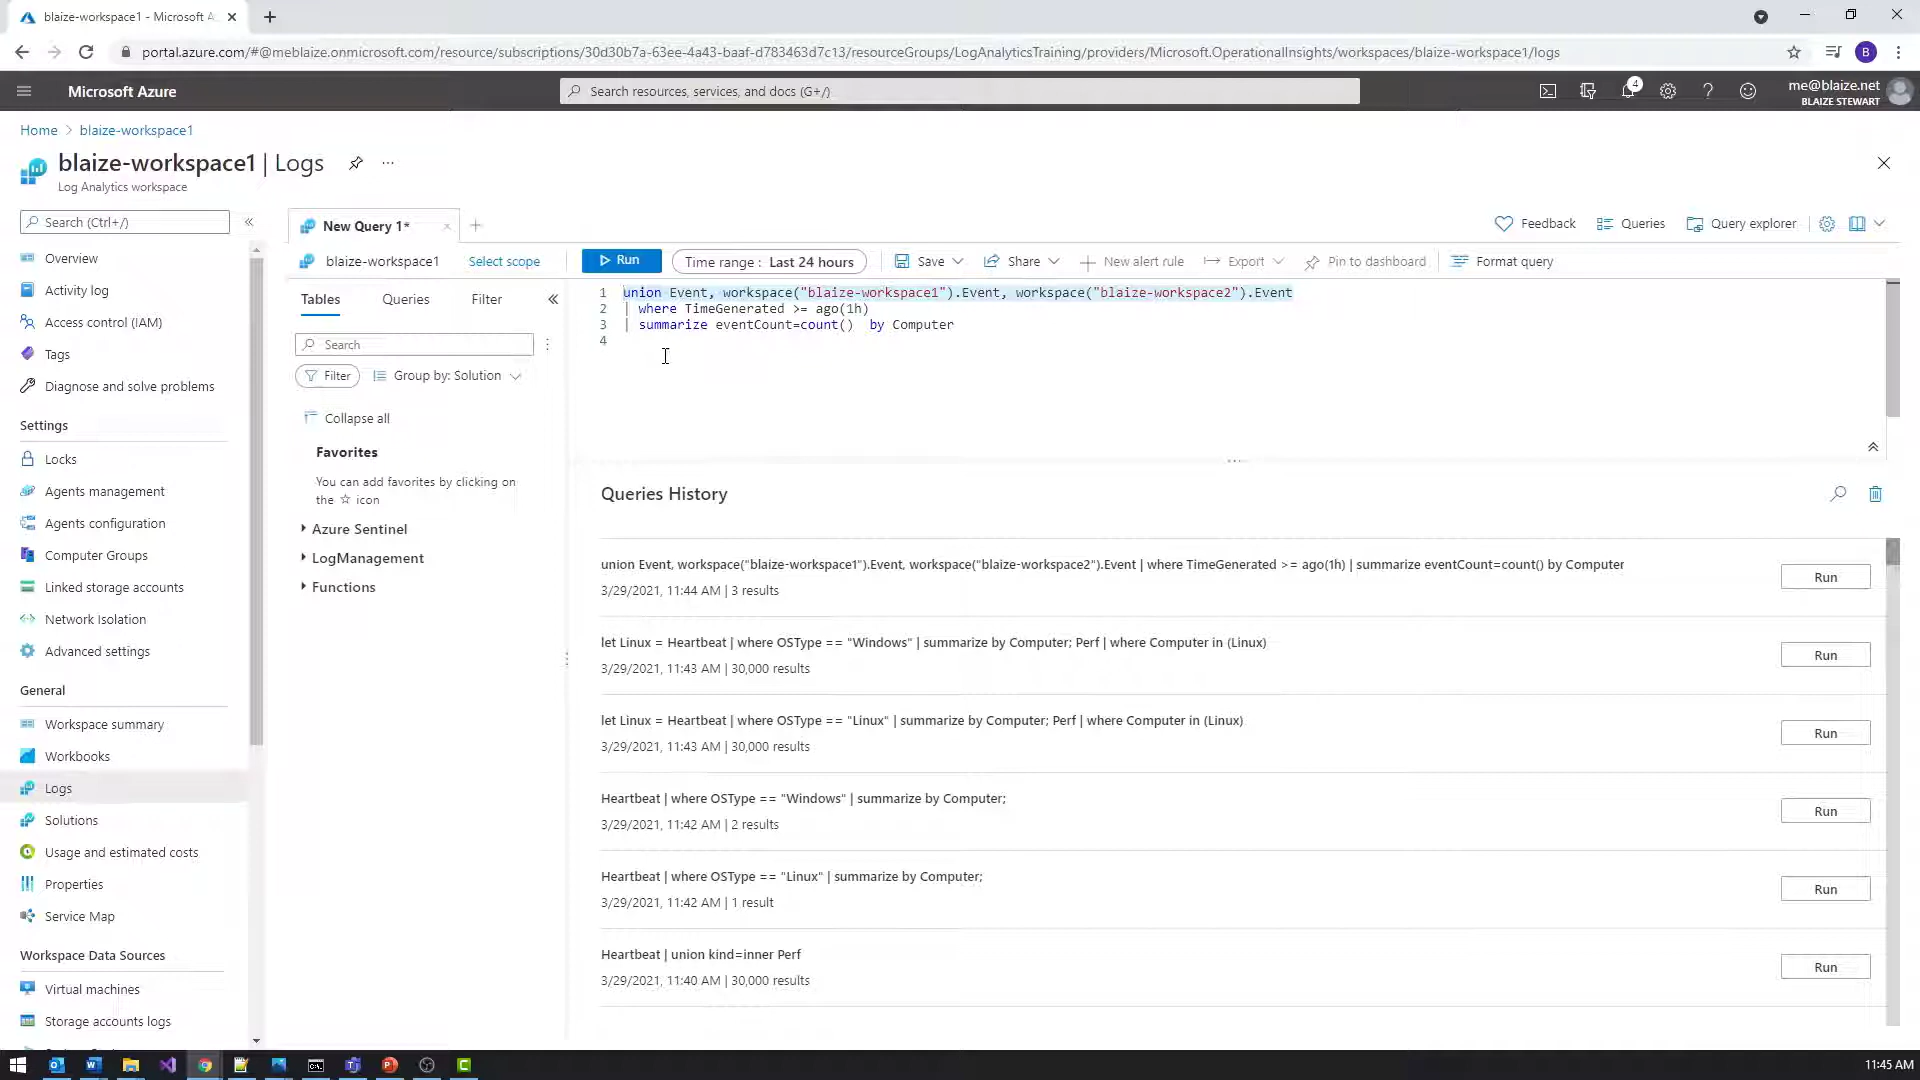 blaize-workspace1 - Microsoft A
portal.azure.com/#@meblaize.onmicrosoft.com/resource/subscriptions/30d30b7a-63ee-4a43-baaf-d783463d7c13/resourceGroups/LogAnalyticsTraining/providers/Microsoft.OperationalInsights/workspaces/blaize-workspace1/logs
B
Microsoft Azure
Search resources, services, and docs (G+/)
4
me@blaize.net
BLAIZE STEWART
Home > blaize-workspace1
blaize-workspace1 | Logs
Log Analytics workspace
Search (Ctrl+/)
Overview
Activity log
Access control (IAM)
Tags
Diagnose and solve problems
Settings
Locks
Agents management
Agents configuration
Computer Groups
Linked storage accounts
Network Isolation
Advanced settings
General
Workspace summary
Workbooks
Logs
Solutions
Usage and estimated costs
Properties
Service Map
Workspace Data Sources
Virtual machines
Storage accounts logs
New Query 1*
Feedback
Queries
Query explorer
blaize-workspace1
Select scope
Run
Time range : Last 24 hours
Save
Share
New alert rule
Export
Pin to dashboard
Format query
Tables
Queries
Filter
Search
Filter
Group by: Solution
Collapse all
Favorites
You can add favorites by clicking on
the ☆ icon
Azure Sentinel
LogManagement
Functions
1 union Event, workspace("blaize-workspace1").Event, workspace("blaize-workspace2").Event
2 | where TimeGenerated >= ago(1h)
3 | summarize eventCount=count()  by Computer
4
Queries History
union Event, workspace("blaize-workspace1").Event, workspace("blaize-workspace2").Event | where TimeGenerated >= ago(1h) | summarize eventCount=count() by Computer
3/29/2021, 11:44 AM | 3 results
Run
let Linux = Heartbeat | where OSType == "Windows" | summarize by Computer; Perf | where Computer in (Linux)
3/29/2021, 11:43 AM | 30,000 results
Run
let Linux = Heartbeat | where OSType == "Linux" | summarize by Computer; Perf | where Computer in (Linux)
3/29/2021, 11:43 AM | 30,000 results
Run
Heartbeat | where OSType == "Windows" | summarize by Computer;
3/29/2021, 11:42 AM | 2 results
Run
Heartbeat | where OSType == "Linux" | summarize by Computer;
3/29/2021, 11:42 AM | 1 result
Run
Heartbeat | union kind=inner Perf
3/29/2021, 11:40 AM | 30,000 results
Run
11:45 AM